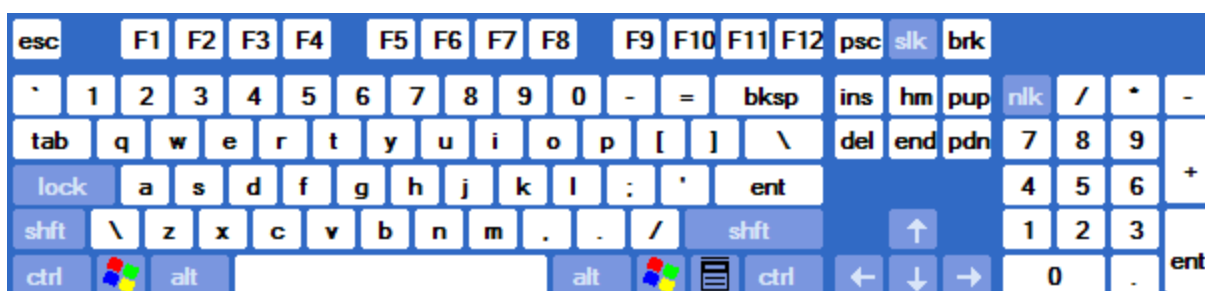 esc F1 F2 F3 F4 F5 F6 F7 F8 F9 F10 F11 F12 psc slk brk
` 1 2 3 4 5 6 7 8 9 0 - = bksp ins hm pup nlk / * -
tab q w e r t y u i o p [ ] \ del end pdn 7 8 9 +
lock a s d f g h j k l ; ' ent 4 5 6
shft \ z x c v b n m , . / shft ↑ 1 2 3 ent
ctrl alt alt ctrl ← ↓ → 0 .